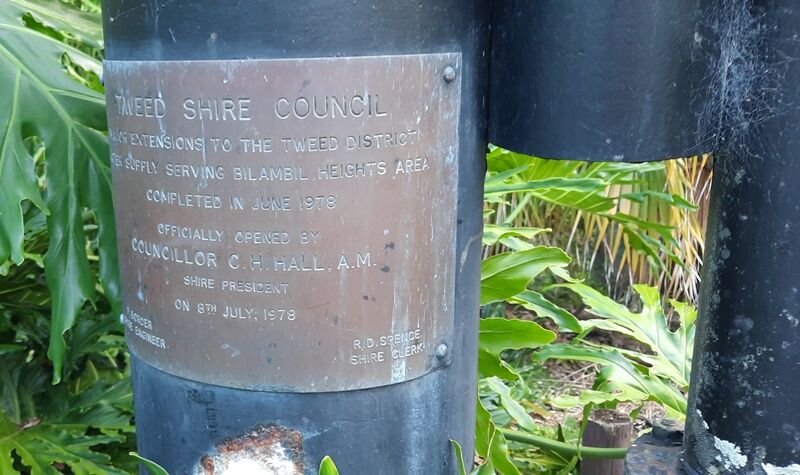 TWEED SHIRE COUNCIL
EXTENSIONS TO THE TWEED DISTRICT
SUPPLY SERVING BILAMBIL HEIGHTS AREA
COMPLETED IN JUNE 1978
OFFICIALLY OPENED BY
COUNCILLOR C. H. HALL, A.M.
SHIRE PRESIDENT
ON 8TH JULY, 1978
ENGINEER
R.D. SPENCE
SHIRE CLERK